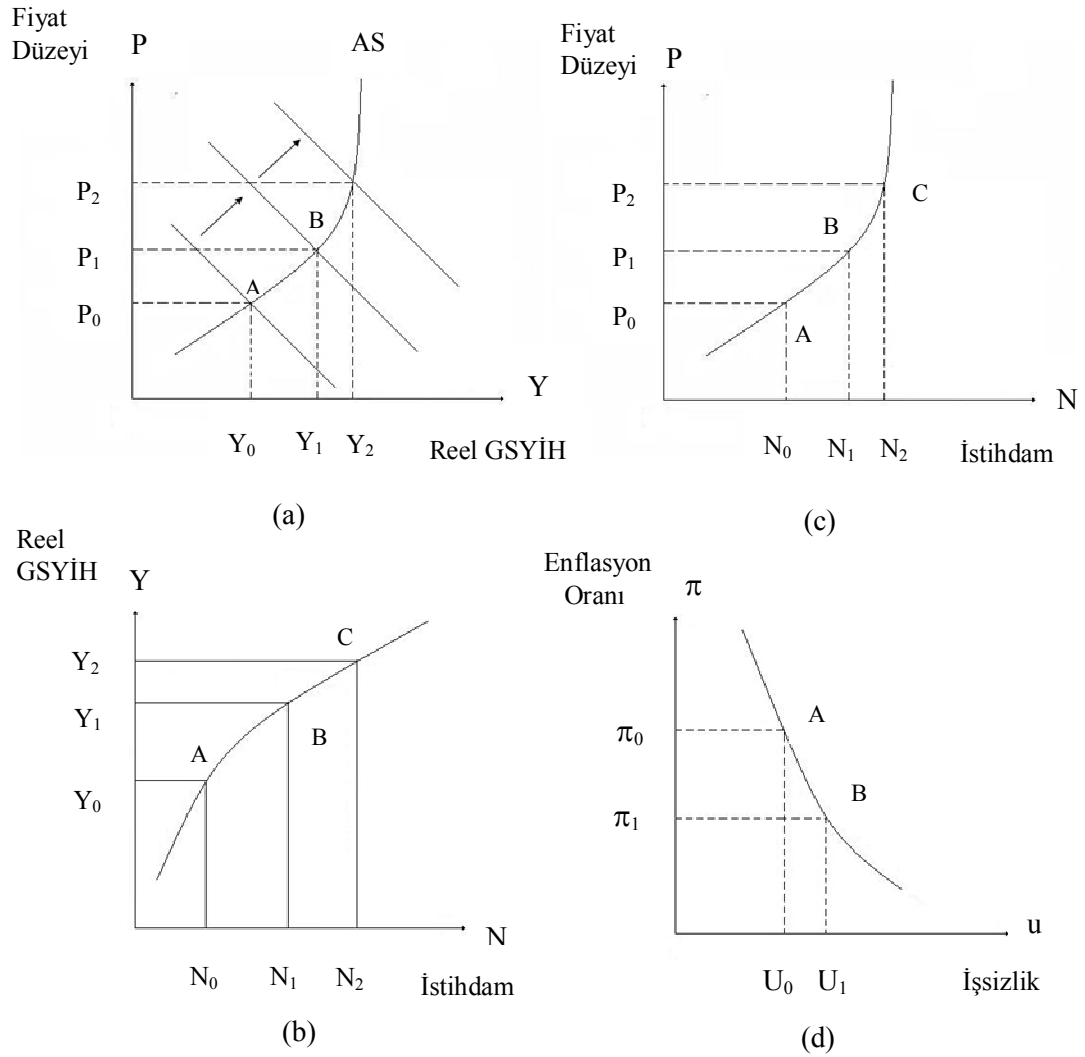 Fiyat
Düzeyi
P
AS
P₂
B
P₁
A
P₀
Y
Y₀ Y₁ Y₂
Reel GSYİH
(a)
Fiyat
Düzeyi
P
P₂
C
B
P₁
P₀
A
N
N₀ N₁ N₂
İstihdam
(c)
Reel
GSYİH
Y
C
Y₂
Y₁
B
A
Y₀
N
N₀ N₁ N₂
İstihdam
(b)
Enflasyon
Oranı
π
A
π₀
B
π₁
u
U₀ U₁
İşsizlik
(d)